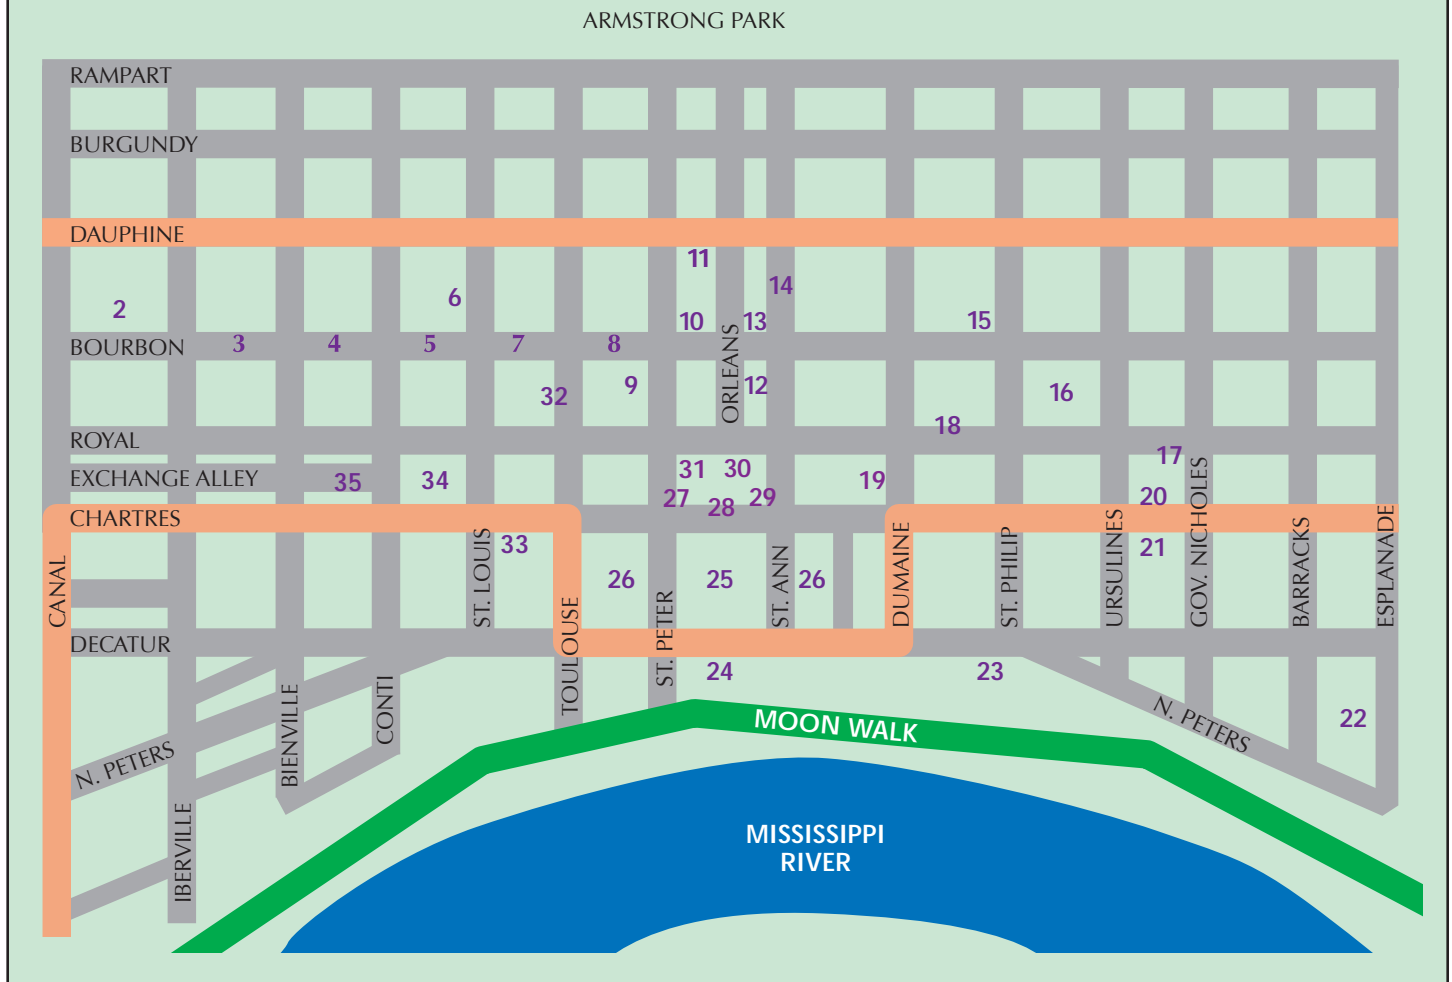 ARMSTRONG PARK
RAMPART
BURGUNDY
DAUPHINE
11
14
6
2
10
13
15
ORLEANS
BOURBON
3
4
5
7
8
32
9
12
16
18
ROYAL
17
EXCHANGE ALLEY
35
34
31
30
19
27
28
29
20
CHARTRES
33
21
CANAL
ST. LOUIS
TOULOUSE
26
ST. PETER
25
ST. ANN
26
DUMAINE
ST. PHILIP
URSULINES
GOV. NICHOLES
BARRACKS
ESPLANADE
DECATUR
24
23
BIENVILLE
CONTI
N. PETERS
22
MOON WALK
N. PETERS
IBERVILLE
MISSISSIPPI
RIVER